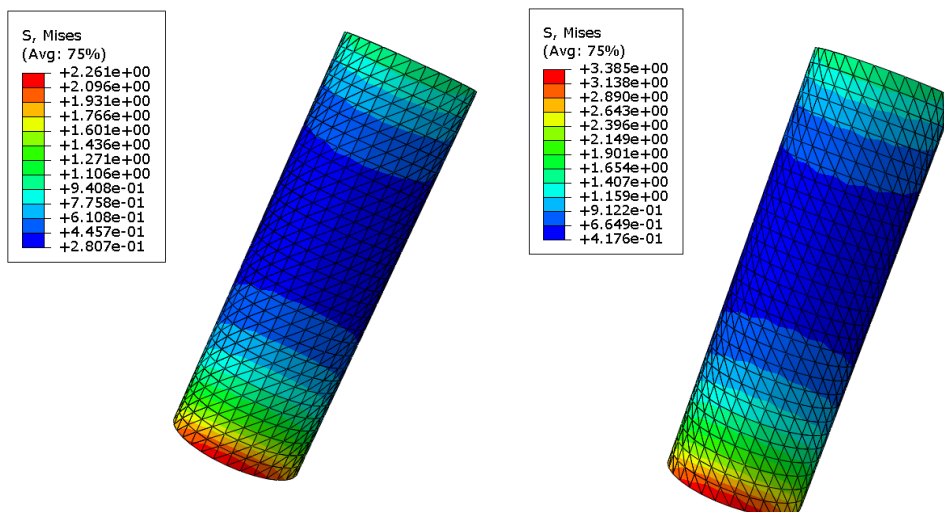 S, Mises
(Avg: 75%)
+2.261e+00
+2.096e+00
+1.931e+00
+1.766e+00
+1.601e+00
+1.436e+00
+1.271e+00
+1.106e+00
+9.408e-01
+7.758e-01
+6.108e-01
+4.457e-01
+2.807e-01
S, Mises
(Avg: 75%)
+3.385e+00
+3.138e+00
+2.890e+00
+2.643e+00
+2.396e+00
+2.149e+00
+1.901e+00
+1.654e+00
+1.407e+00
+1.159e+00
+9.122e-01
+6.649e-01
+4.176e-01